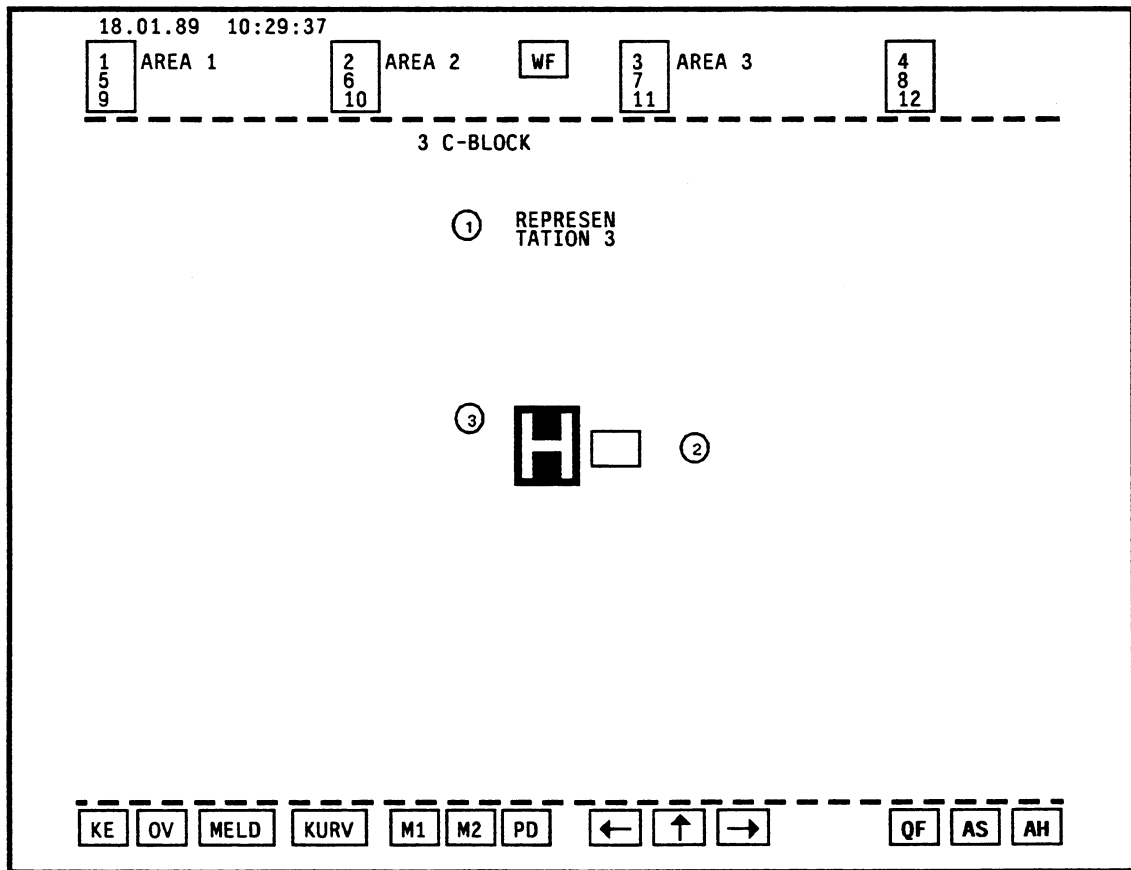 18.01.89 10:29:37
1 AREA 1 2 AREA 2 WF 3 AREA 3 4
5 6 7 8
9 10 11 12
3 C-BLOCK
1 REPRESEN
TATION 3
3
H
2
KE OV MELD KURV M1 M2 PD ← ↑ → QF AS AH